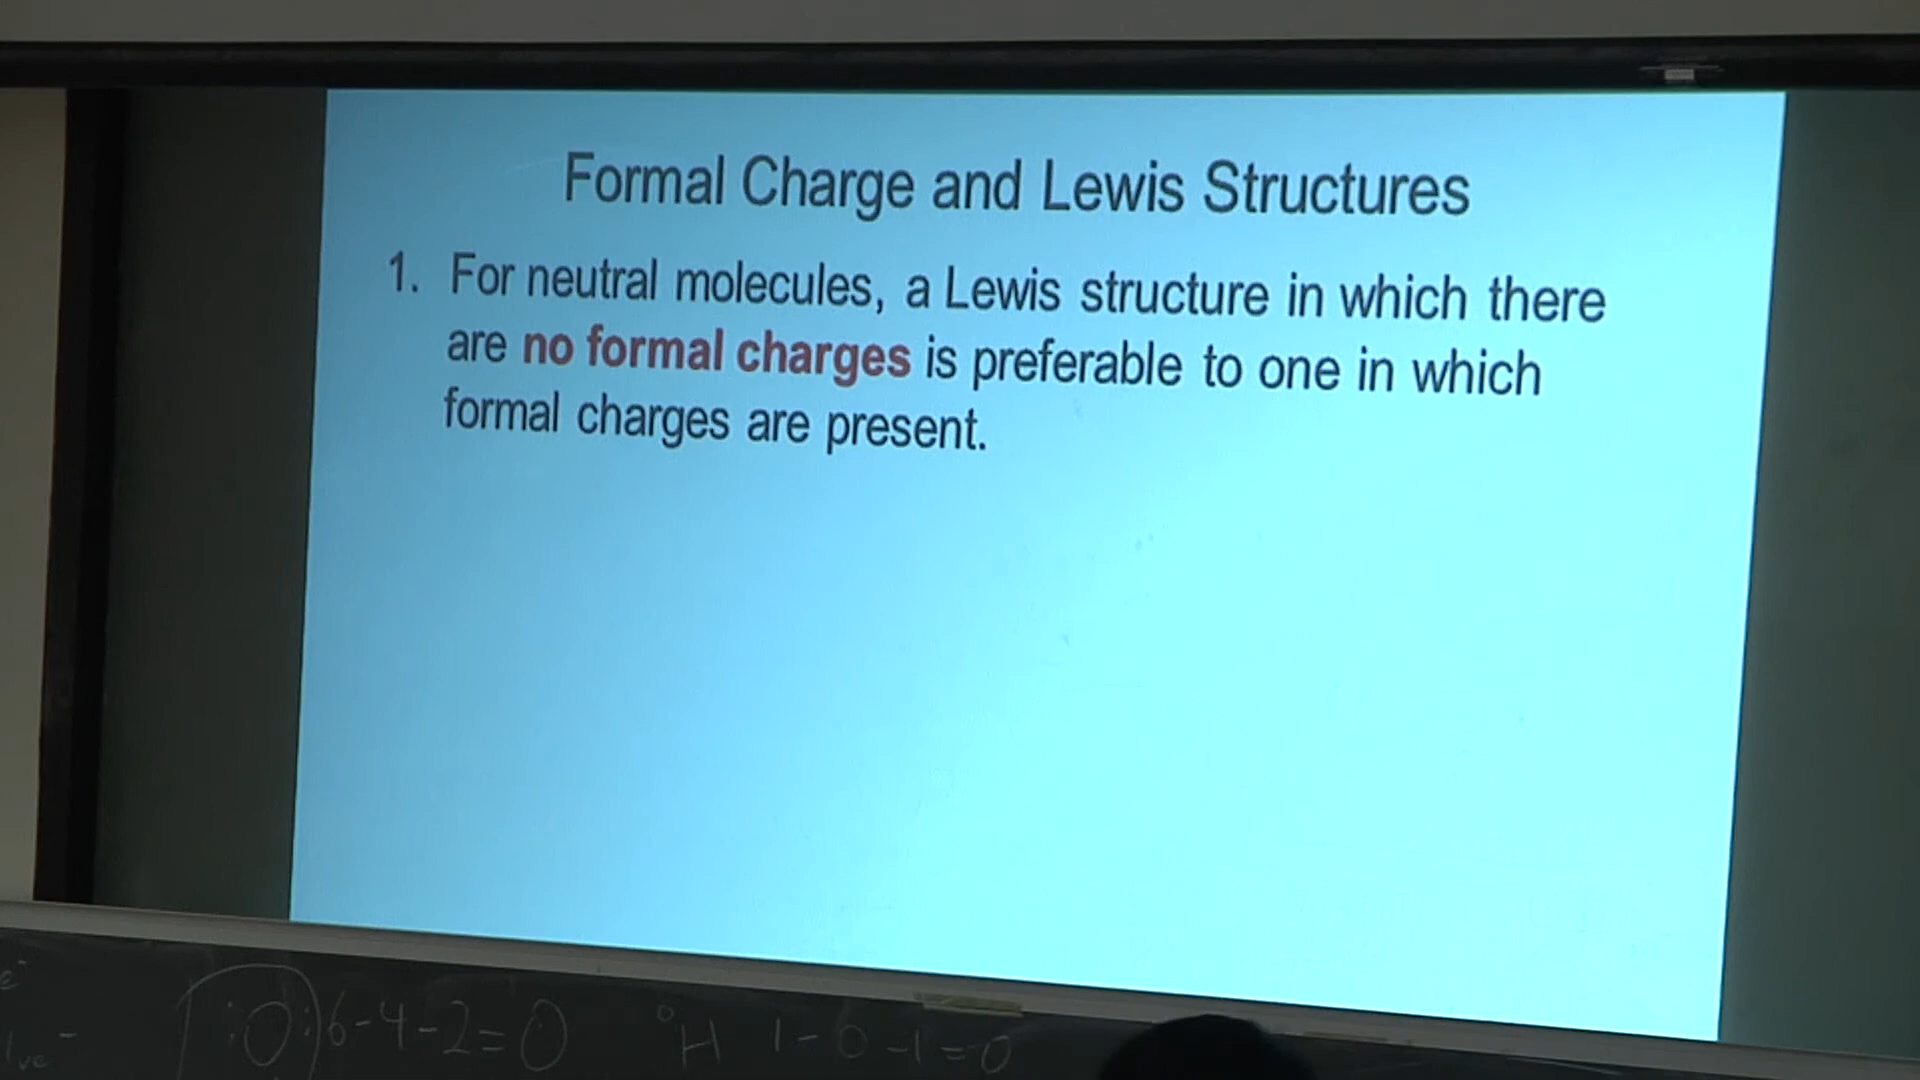 Formal Charge and Lewis Structures
1. For neutral molecules, a Lewis structure in which there
are no formal charges is preferable to one in which
formal charges are present.
:O: 6-4-2=0
H 1-0-1=0